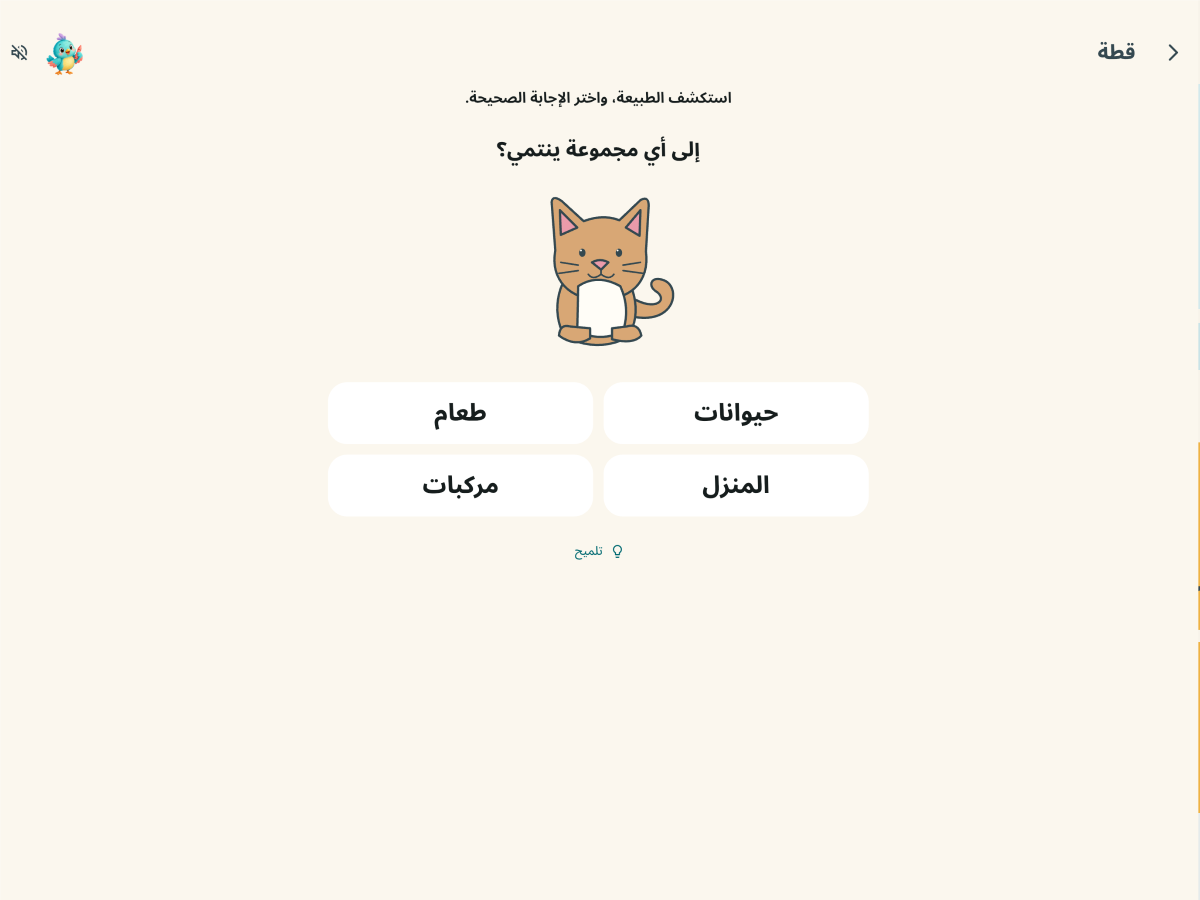 قطة
استكشف الطبيعة، واختر الإجابة الصحيحة.
إلى أي مجموعة ينتمي؟
حيوانات
طعام
المنزل
مركبات
تلميح